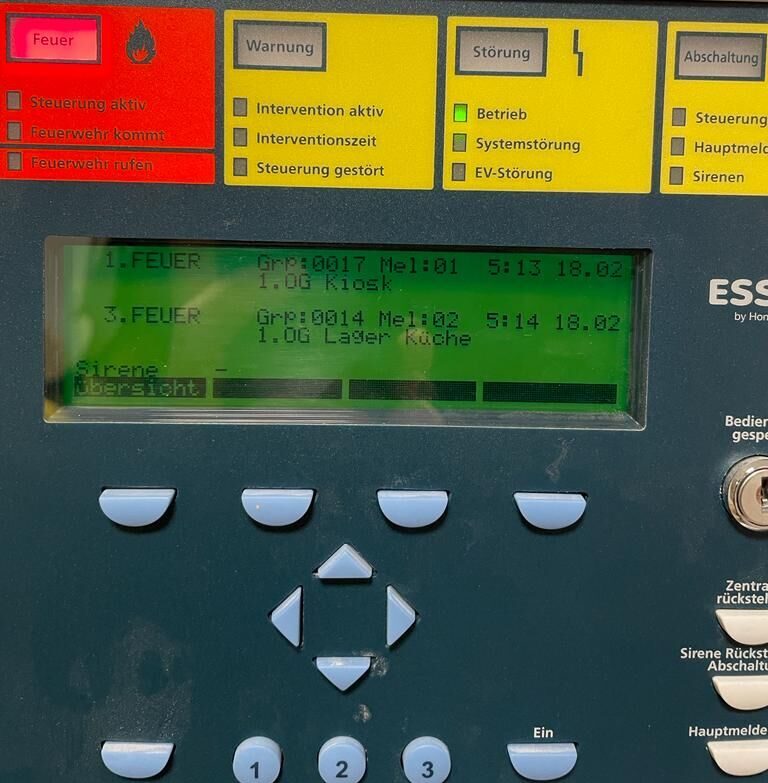 Feuer
Steuerung aktiv
Feuerwehr kommt
Feuerwehr rufen
Warnung
Intervention aktiv
Interventionszeit
Steuerung gestört
Störung
Betrieb
Systemstörung
EV-Störung
Abschaltung
Steuerung
Hauptmeld
Sirenen
1.FEUER Grp:0017 Mel:01 5:13 18.02
1.OG Kiosk
3.FEUER Grp:0014 Mel:02 5:14 18.02
1.OG Lager Küche
Sirene –
übersicht
ESS
by Hon
Bedien
gespe
Zentra
rückstel
Sirene Rückst
Abschaltu
Hauptmelde
Ein
1 2 3